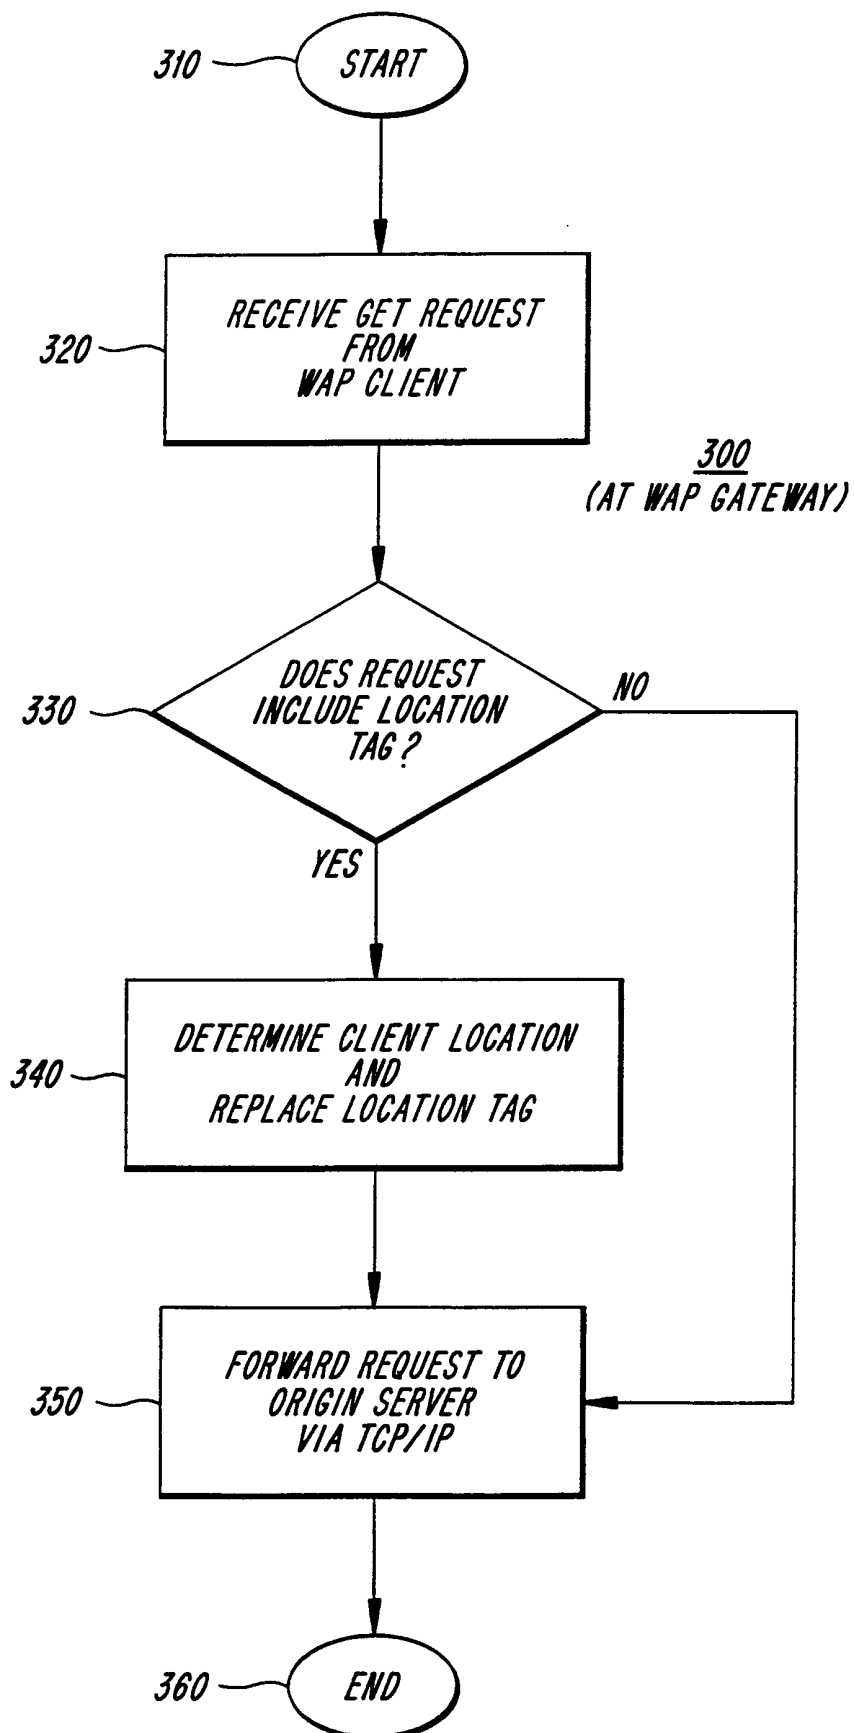 310
START
320
RECEIVE GET REQUEST
FROM
WAP CLIENT
300
(AT WAP GATEWAY)
330
DOES REQUEST
INCLUDE LOCATION
TAG?
NO
YES
340
DETERMINE CLIENT LOCATION
AND
REPLACE LOCATION TAG
350
FORWARD REQUEST TO
ORIGIN SERVER
VIA TCP/IP
360
END